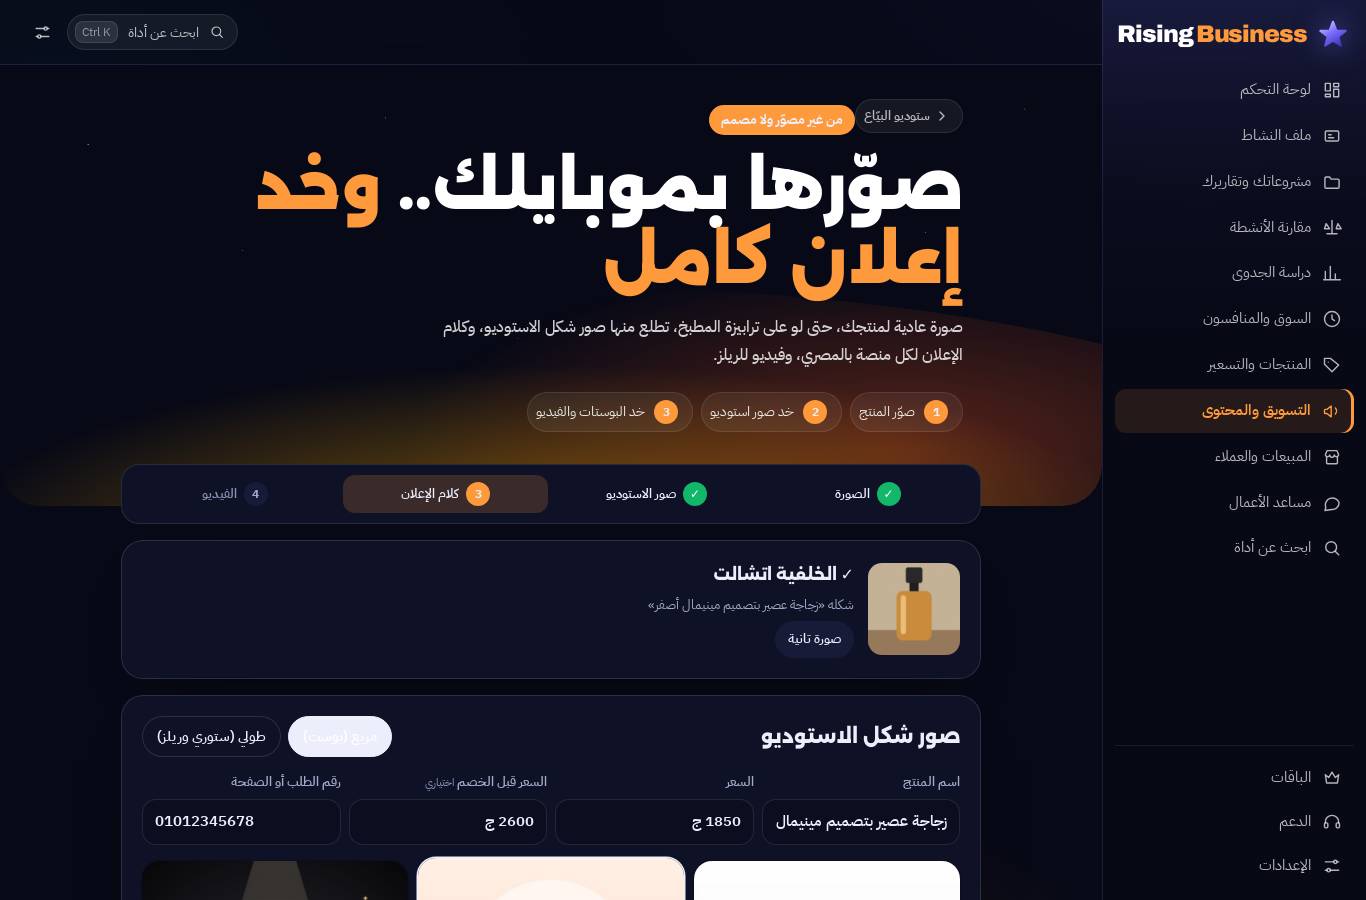 Rising Business
لوحة التحكم
ملف النشاط
مشروعاتك وتقاريرك
مقارنة الأنشطة
دراسة الجدوى
السوق والمنافسون
المنتجات والتسعير
التسويق والمحتوى
المبيعات والعملاء
مساعد الأعمال
ابحث عن أداة
الباقات
الدعم
الإعدادات
ابحث عن أداة Ctrl K
ستوديو البيّاع
من غير مصوّر ولا مصمم
صوّرها بموبايلك.. وخد
إعلان كامل
صورة عادية لمنتجك، حتى لو على ترابيزة المطبخ، تطلع منها صور شكل الاستوديو، وكلام
الإعلان لكل منصة بالمصري، وفيديو للريلز.
1 صوّر المنتج
2 خد صور استوديو
3 خد البوستات والفيديو
✓ الصورة
✓ صور الاستوديو
3 كلام الإعلان
4 الفيديو
✓ الخلفية اتشالت
شكله «زجاجة عصير بتصميم مينيمال أصفر»
صورة تانية
صور شكل الاستوديو
مربع (بوست)
طولي (ستوري وريلز)
اسم المنتج
زجاجة عصير بتصميم مينيمال
السعر
1850 ج
السعر قبل الخصم اختياري
2600 ج
رقم الطلب أو الصفحة
01012345678